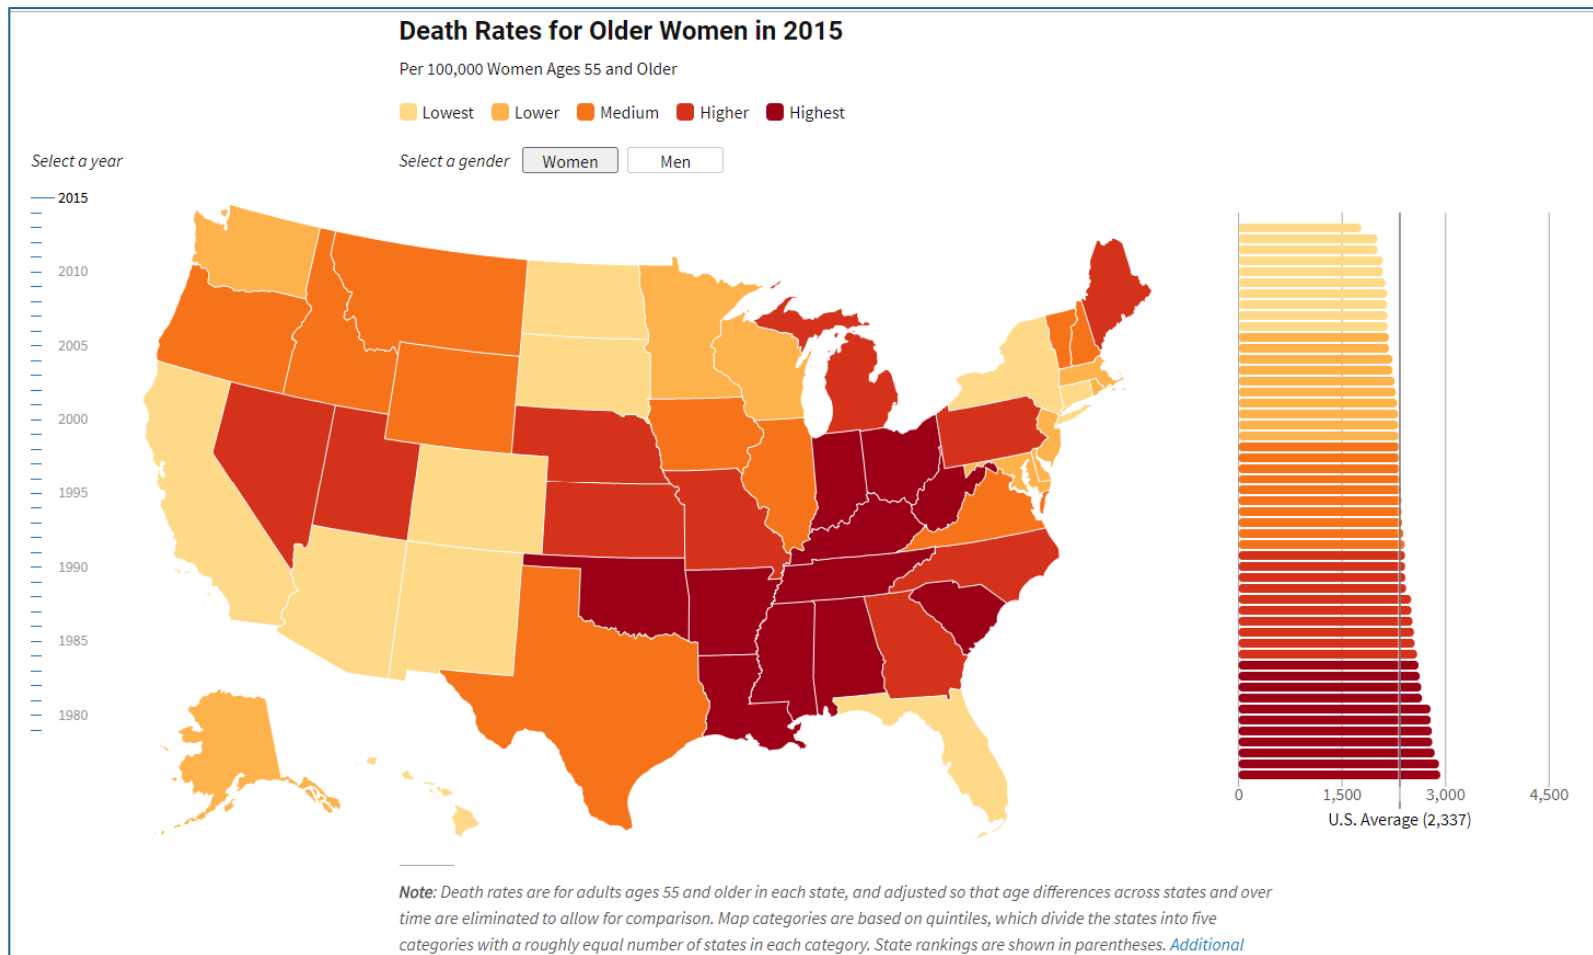 Death Rates for Older Women in 2015
Per 100,000 Women Ages 55 and Older
Lowest Lower Medium Higher Highest
Select a year
Select a gender Women Men
2015
2010
2005
2000
1995
1990
1985
1980
0 1,500 3,000 4,500
U.S. Average (2,337)
Note: Death rates are for adults ages 55 and older in each state, and adjusted so that age differences across states and over
time are eliminated to allow for comparison. Map categories are based on quintiles, which divide the states into five
categories with a roughly equal number of states in each category. State rankings are shown in parentheses. Additional